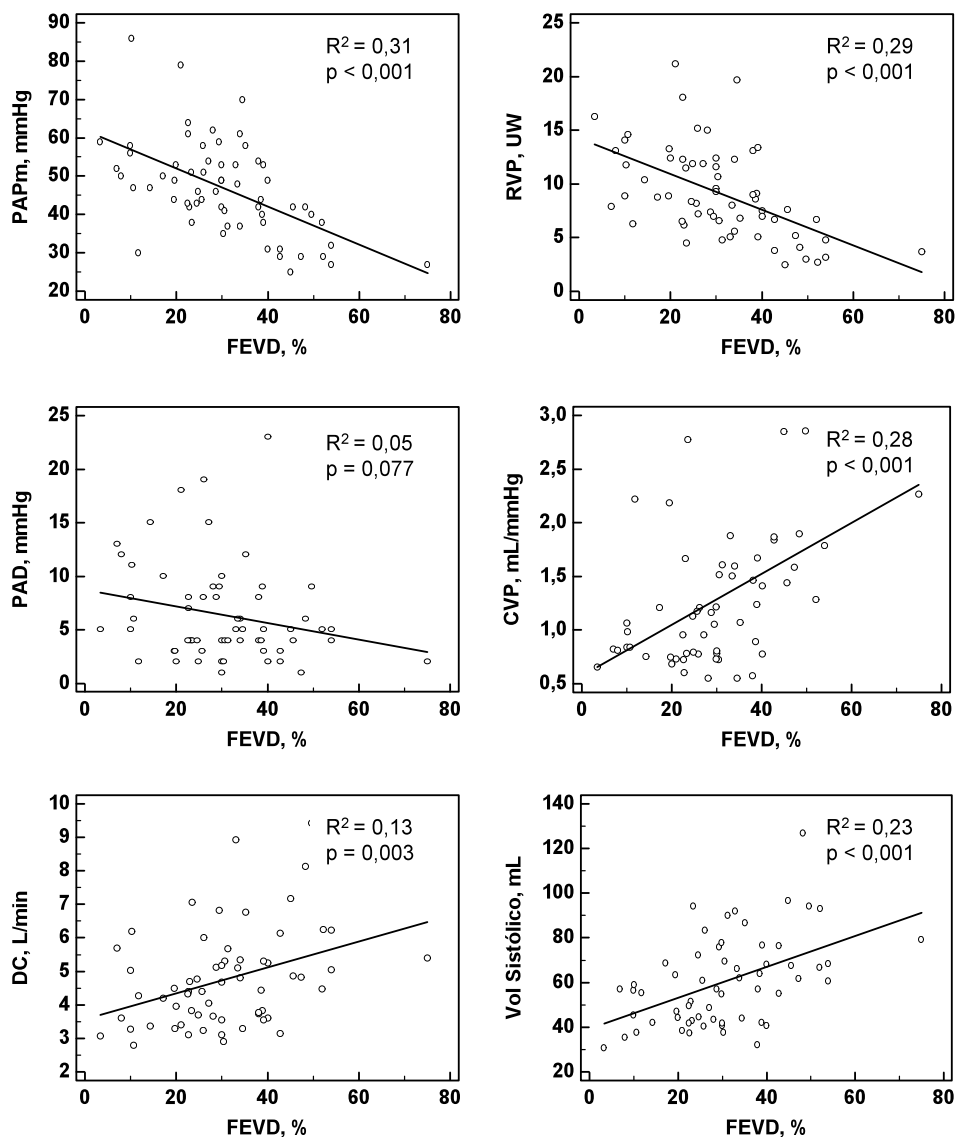 R² = 0,31
p < 0,001
PAPm, mmHg
90
80
70
60
50
40
30
20
0 20 40 60 80
FEVD, %
R² = 0,29
p < 0,001
RVP, UW
25
20
15
10
5
0
0 20 40 60 80
FEVD, %
R² = 0,05
p = 0,077
PAD, mmHg
25
20
15
10
5
0
0 20 40 60 80
FEVD, %
R² = 0,28
p < 0,001
CVP, mL/mmHg
3,0
2,5
2,0
1,5
1,0
0,5
0 20 40 60 80
FEVD, %
R² = 0,13
p = 0,003
DC, L/min
10
9
8
7
6
5
4
3
2
0 20 40 60 80
FEVD, %
R² = 0,23
p < 0,001
Vol Sistólico, mL
140
120
100
80
60
40
20
0 20 40 60 80
FEVD, %